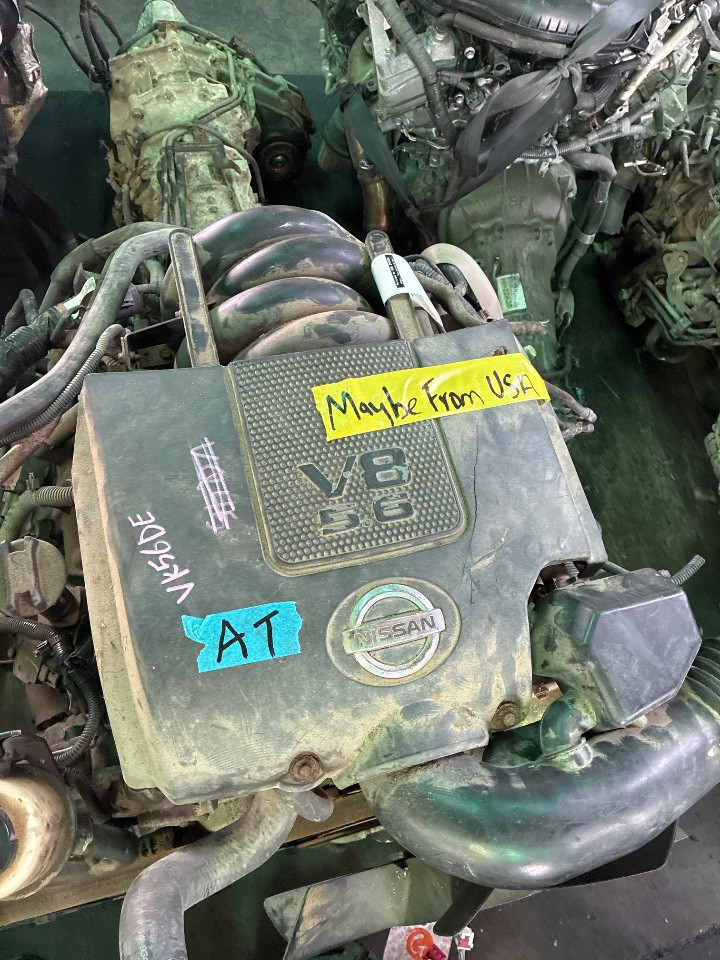 Maybe From USA
V8
5.6
VK56DE
AT
NISSAN